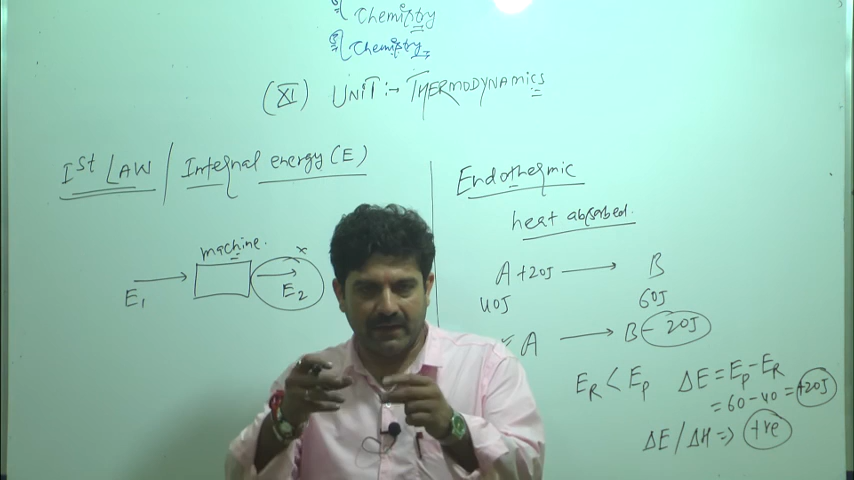 Chemistry
Chemistry
(XI) UNIT:- THERMODYNAMICS
Ist LAW / Internal energy (E)
machine.
E1
E2
x
Endothermic
heat absorbed.
A + 20J → B
40J 60J
A → B - 20J
ER < EP ΔE = EP - ER
= 60 - 40 = +20J
ΔE / ΔH ⇒ +ve